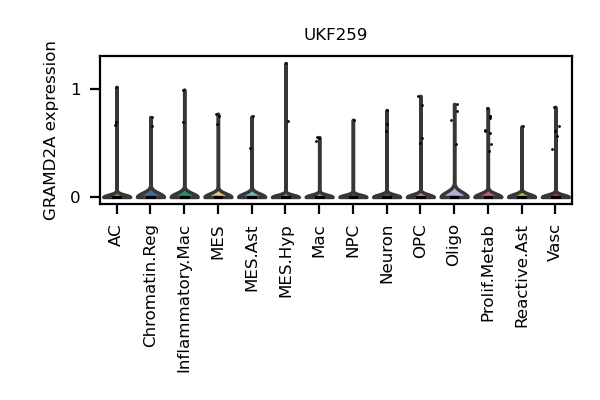 UKF259
GRAMD2A expression
1
0
AC
Chromatin.Reg
Inflammatory.Mac
MES
MES.Ast
MES.Hyp
Mac
NPC
Neuron
OPC
Oligo
Prolif.Metab
Reactive.Ast
Vasc